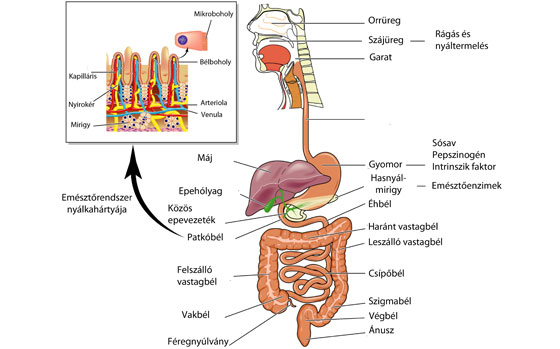 Mikroboholy
Bélboholy
Kapilláris
Nyirokér
Mirigy
Arteriola
Venula
Emésztőrendszer
nyálkahártyája
Orrüreg
Szájüreg
Garat
Rágás és
nyáltermelés
Máj
Epehólyag
Közös
epevezeték
Patkóbél
Gyomor
Sósav
Pepszinogén
Intrinszik faktor
Hasnyál-
mirigy
Emésztőenzimek
Éhbél
Haránt vastagbél
Leszálló vastagbél
Felszálló
vastagbél
Csípőbél
Vakbél
Féregnyúlvány
Szigmabél
Végbél
Ánusz